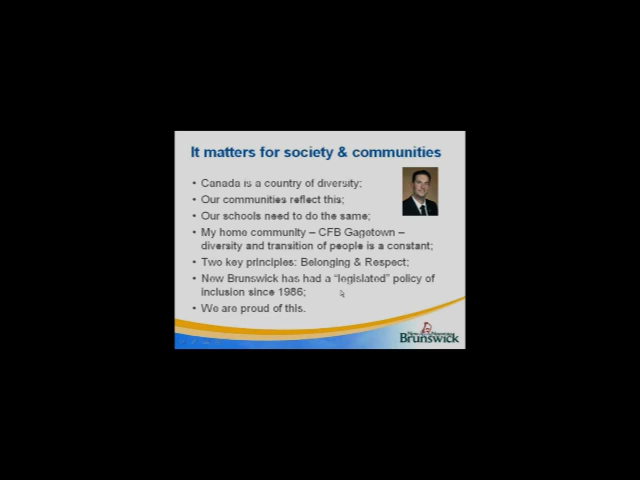 It matters for society & communities
• Canada is a country of diversity;
• Our communities reflect this;
• Our schools need to do the same;
• My home community – CFB Gagetown –
diversity and transition of people is a constant;
• Two key principles: Belonging & Respect;
• New Brunswick has had a "legislated" policy of
inclusion since 1986;
• We are proud of this.
New Nouveau
Brunswick